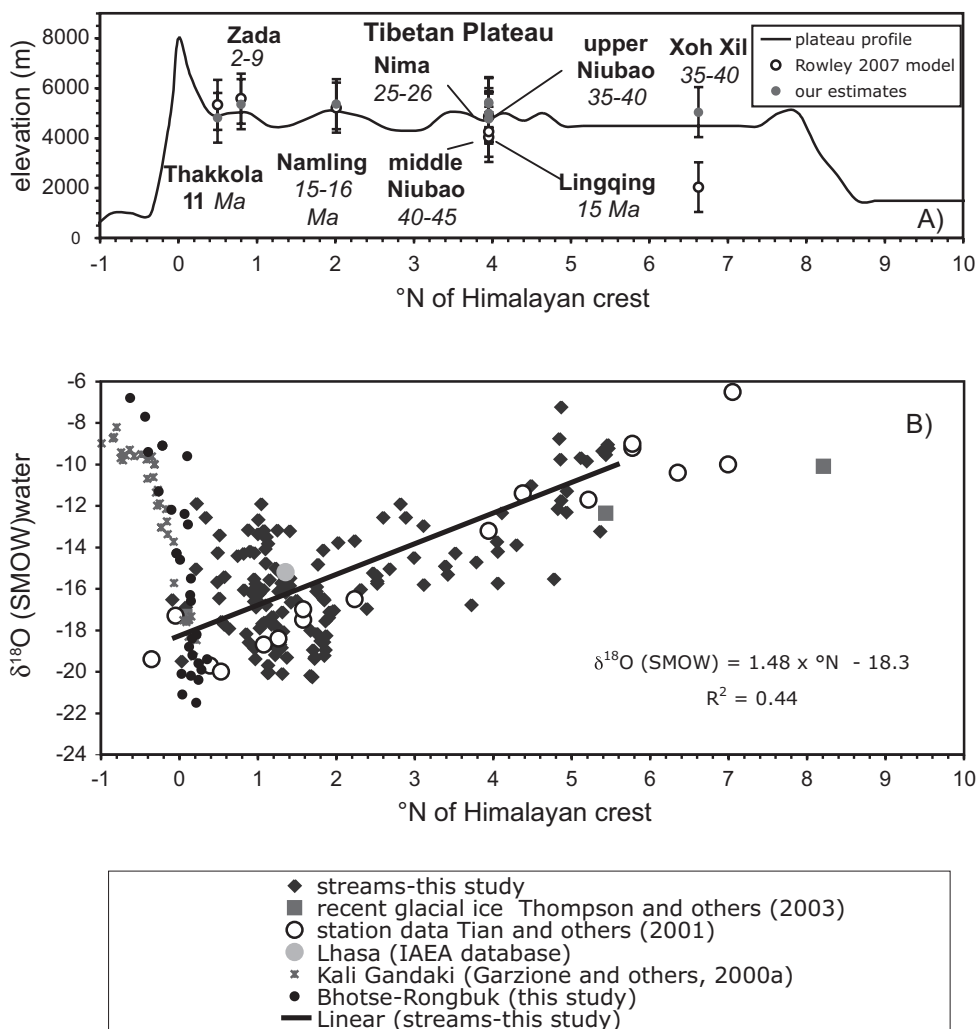 8000
6000
4000
2000
0
elevation (m)
Zada
2-9
Tibetan Plateau
Nima
25-26
upper
Niubao
35-40
Xoh Xil
35-40
plateau profile
Rowley 2007 model
our estimates
Thakkola
11 Ma
Namling
15-16
Ma
middle
Niubao
40-45
Lingqing
15 Ma
A)
-1 0 1 2 3 4 5 6 7 8 9 10
°N of Himalayan crest
-6
-8
-10
-12
-14
-16
-18
-20
-22
-24
δ18O (SMOW)water
B)
δ18O (SMOW) = 1.48 x °N - 18.3
R2 = 0.44
-1 0 1 2 3 4 5 6 7 8 9 10
°N of Himalayan crest
streams-this study
recent glacial ice Thompson and others (2003)
station data Tian and others (2001)
Lhasa (IAEA database)
Kali Gandaki (Garzione and others, 2000a)
Bhotse-Rongbuk (this study)
Linear (streams-this study)